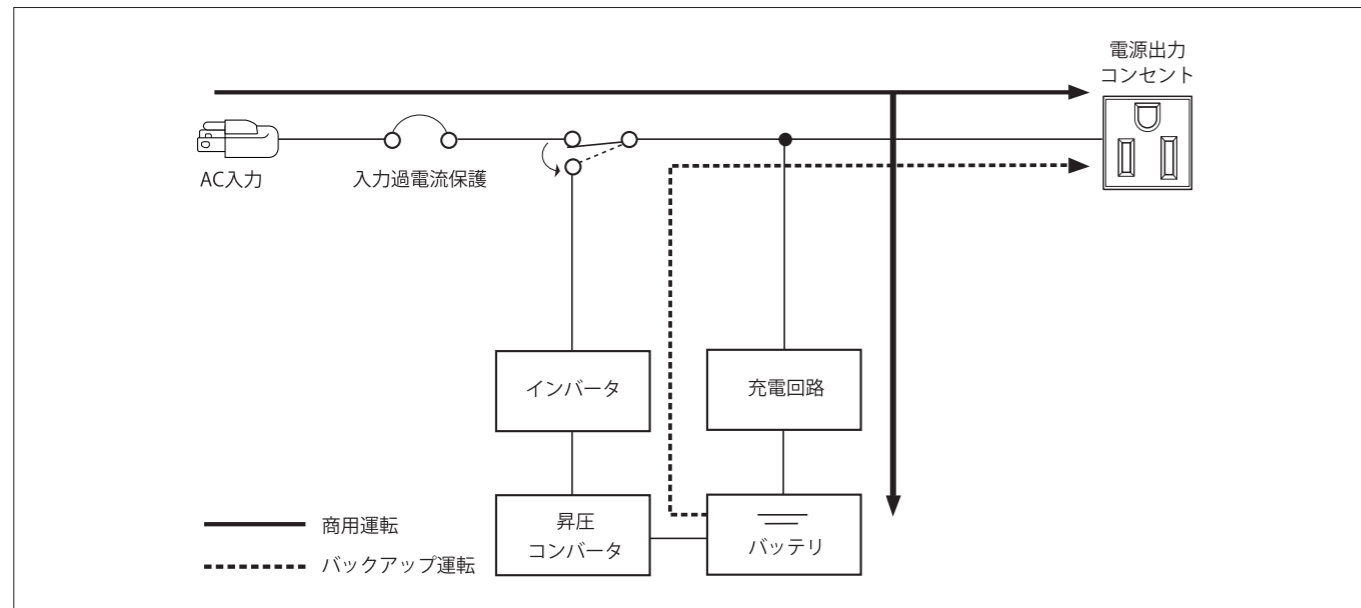 電源出力
コンセント
AC入力
入力過電流保護
インバータ
充電回路
昇圧
コンバータ
バッテリ
商用運転
バックアップ運転